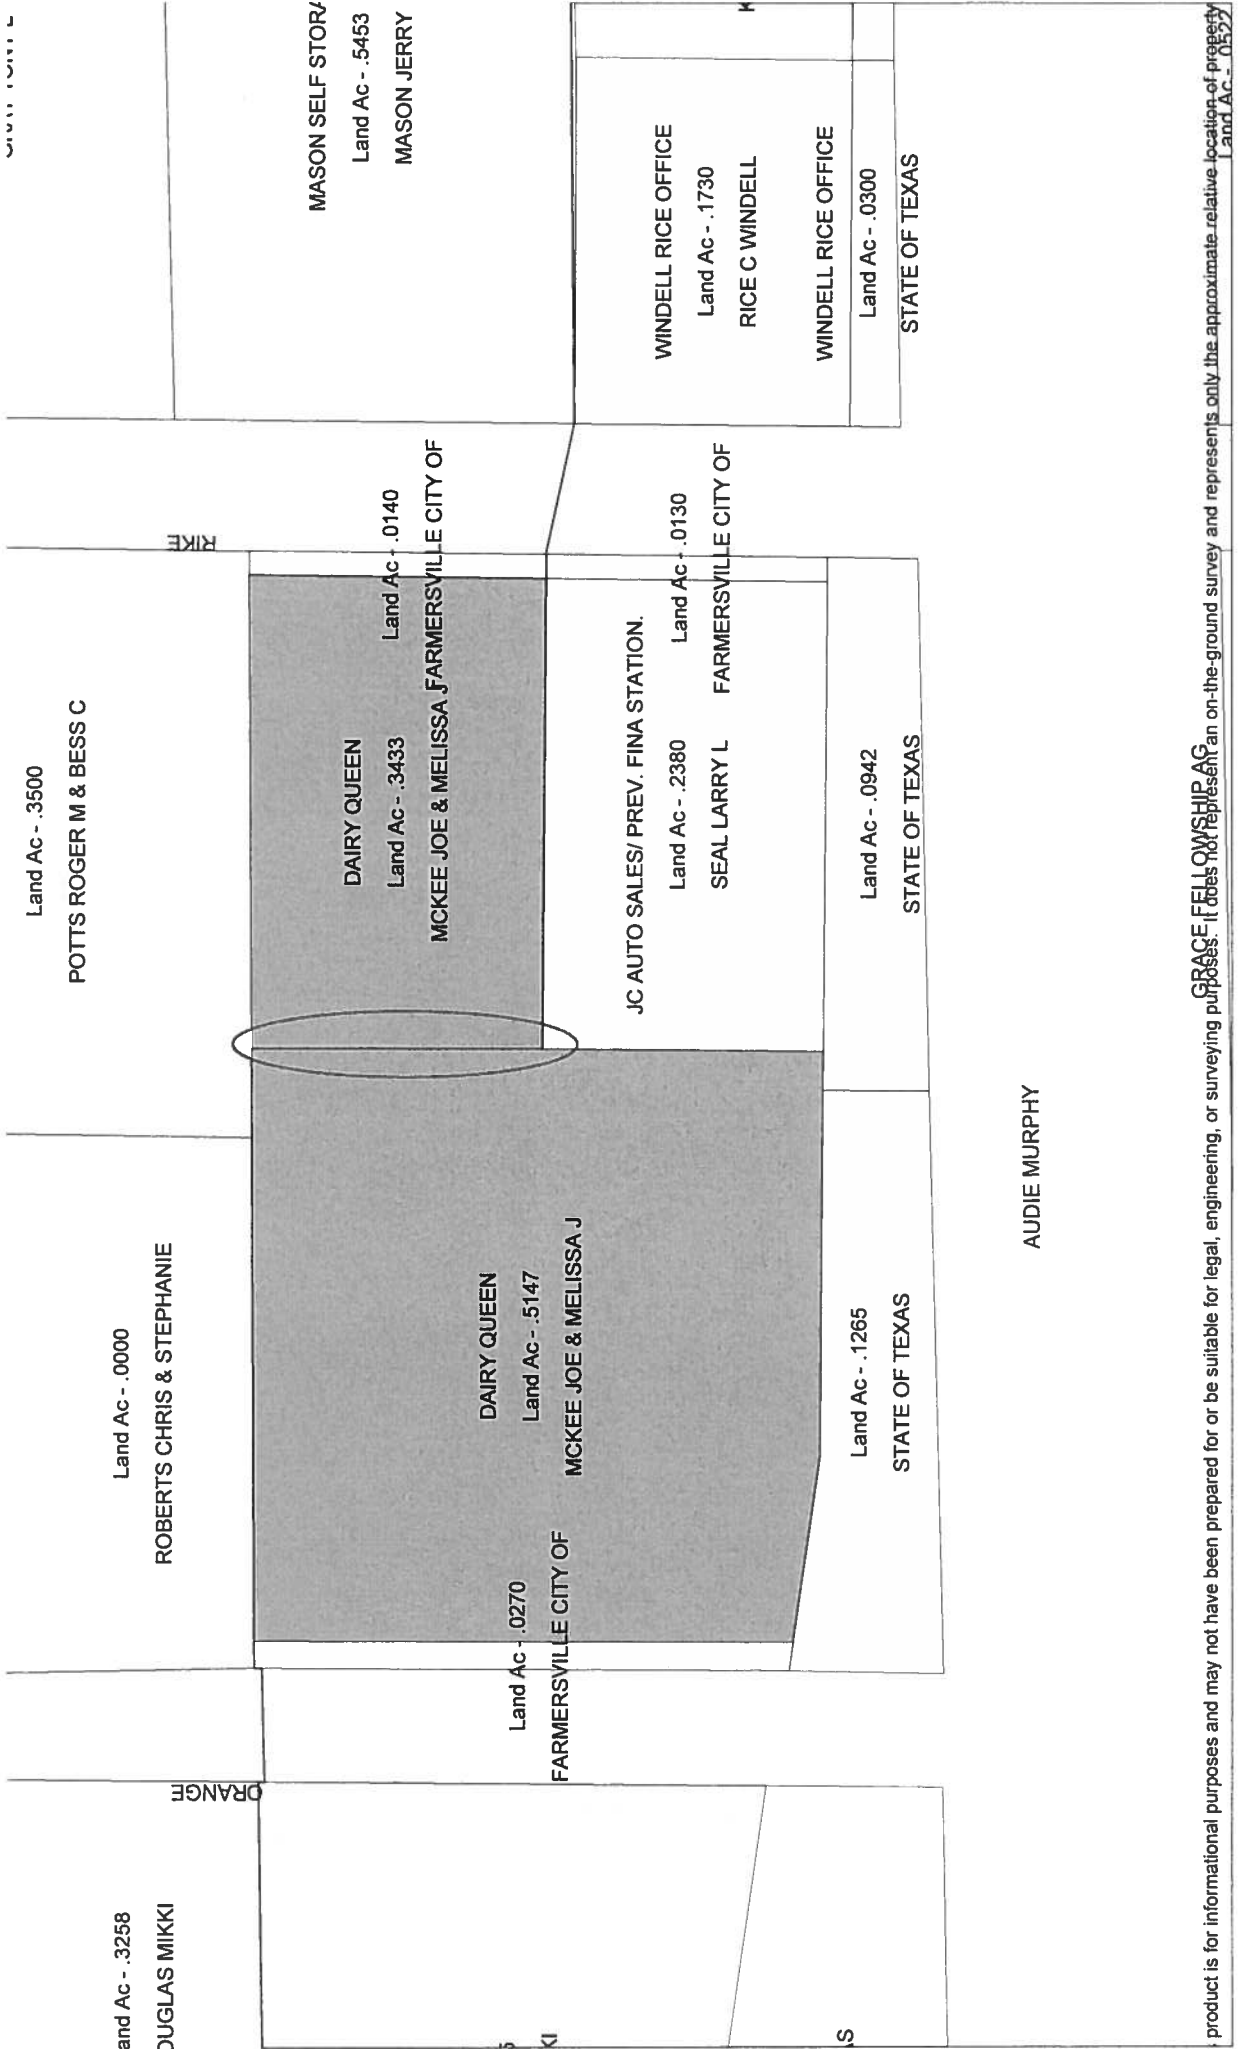 Land Ac - .3500
POTTS ROGER M & BESS C
Land Ac - .0000
ROBERTS CHRIS & STEPHANIE
Land Ac - .3258
MIKKI
ORANGE
RIKE
MASON SELF
Land Ac - .5453
MASON JERRY
DAIRY QUEEN
Land Ac - .3433
MCKEE JOE & MELISSA J
Land Ac - .0140
FARMERSVILLE CITY OF
DAIRY QUEEN
Land Ac - .5147
MCKEE JOE & MELISSA J
Land Ac - .0270
FARMERSVILLE CITY OF
JC AUTO SALES/ PREV. FINA STATION.
Land Ac - .2380
SEAL LARRY L
Land Ac - .0130
FARMERSVILLE CITY OF
WINDELL RICE OFFICE
Land Ac - .1730
RICE C WINDELL
WINDELL RICE OFFICE
Land Ac - .0300
STATE OF TEXAS
Land Ac - .0942
STATE OF TEXAS
Land Ac - .1265
STATE OF TEXAS
AUDIE MURPHY
GRACE FELLOWSHIP AG
product is for informational purposes and may not have been prepared for or be suitable for legal, engineering, or surveying purposes. It does not represent an on-the-ground survey and represents only the approximate relative location of property
Land Ac - .0522